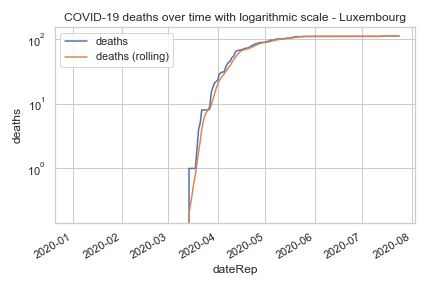 COVID-19 deaths over time with logarithmic scale - Luxembourg
deaths
deaths (rolling)
10²
10¹
10⁰
deaths
2020-01
2020-02
2020-03
2020-04
2020-05
2020-06
2020-07
2020-08
dateRep